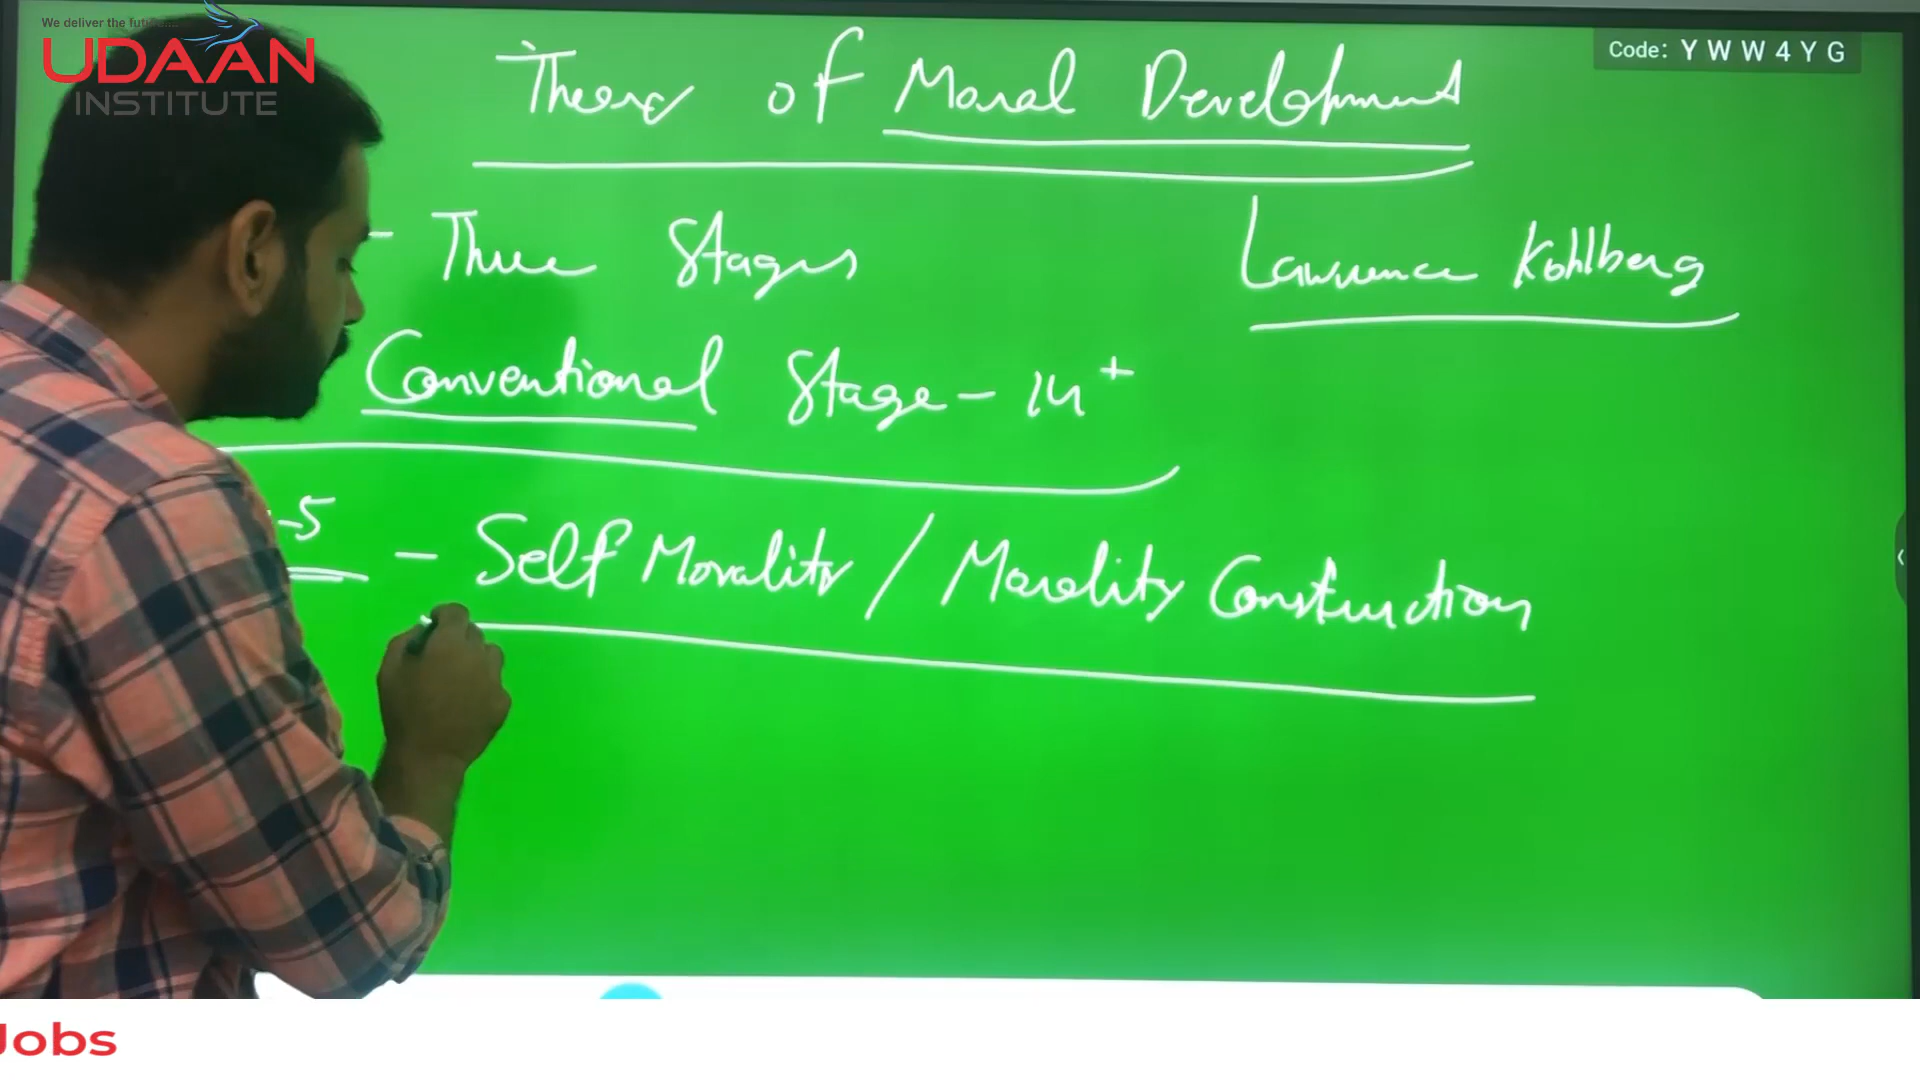 We deliver the future....
UDAAN
INSTITUTE
Code: YWW4YG
Theory of Moral Development
- Three Stages
Lawrence Kohlberg
Conventional Stage - 14+
-5 - Self Morality / Morality Construction
Jobs